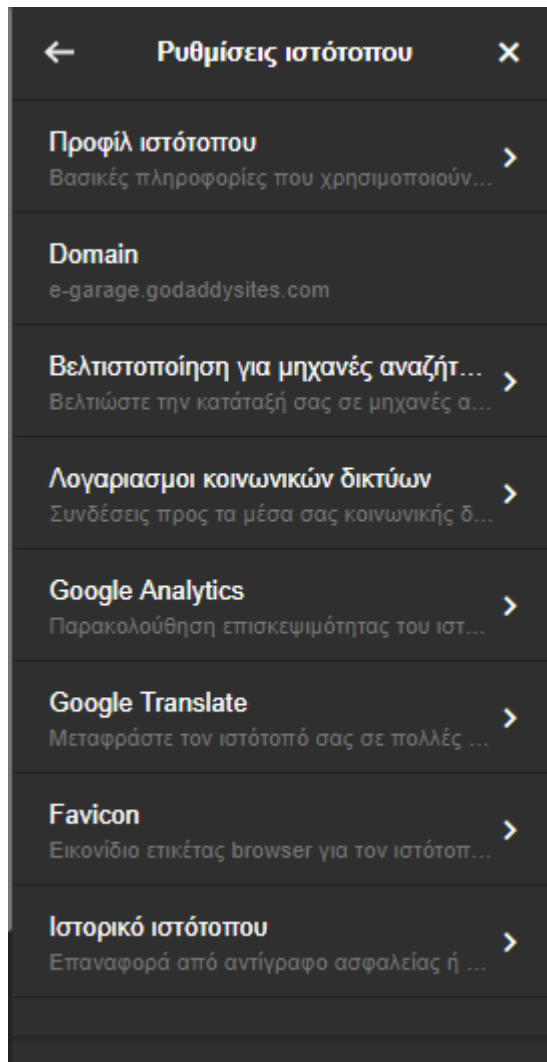 Ρυθμίσεις ιστότοπου
Προφίλ ιστότοπου
Βασικές πληροφορίες που χρησιμοποιούν...
Domain
e-garage.godaddysites.com
Βελτιστοποίηση για μηχανές αναζήτ...
Βελτιώστε την κατάταξή σας σε μηχανές α...
Λογαριασμοι κοινωνικών δικτύων
Συνδέσεις προς τα μέσα σας κοινωνικής δ...
Google Analytics
Παρακολούθηση επισκεψιμότητας του ιστ...
Google Translate
Μεταφράστε τον ιστότοπό σας σε πολλές ...
Favicon
Εικονίδιο ετικέτας browser για τον ιστότοπ...
Ιστορικό ιστότοπου
Επαναφορά από αντίγραφο ασφαλείας ή ...